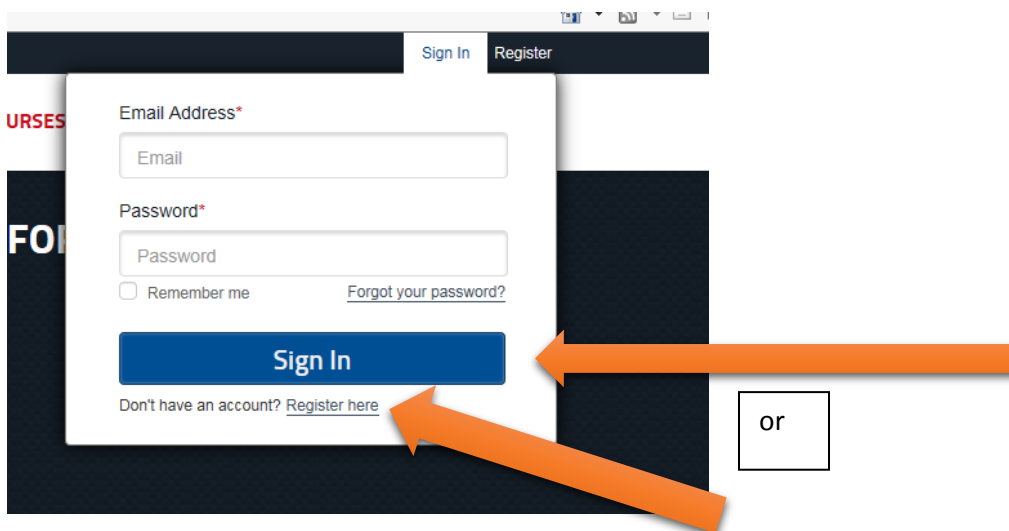 Sign In Register
Email Address*
URSES
Email
Password*
FO
Password
Remember me Forgot your password?
Sign In
Don't have an account? Register here
or